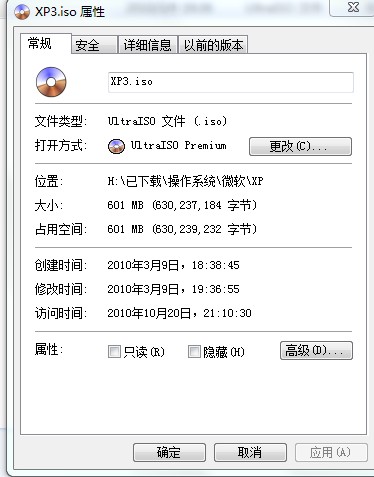 XP3.iso 属性
常规 安全 详细信息 以前的版本
XP3.iso
文件类型: UltraISO 文件 (.iso)
打开方式: UltraISO Premium 更改(C)...
位置: H:\已下载\操作系统\微软\XP
大小: 601 MB (630,237,184 字节)
占用空间: 601 MB (630,239,232 字节)
创建时间: 2010年3月9日，18:38:45
修改时间: 2010年3月9日，19:36:55
访问时间: 2010年10月20日，21:10:30
属性: 只读(R) 隐藏(H) 高级(D)...
确定 取消 应用(A)